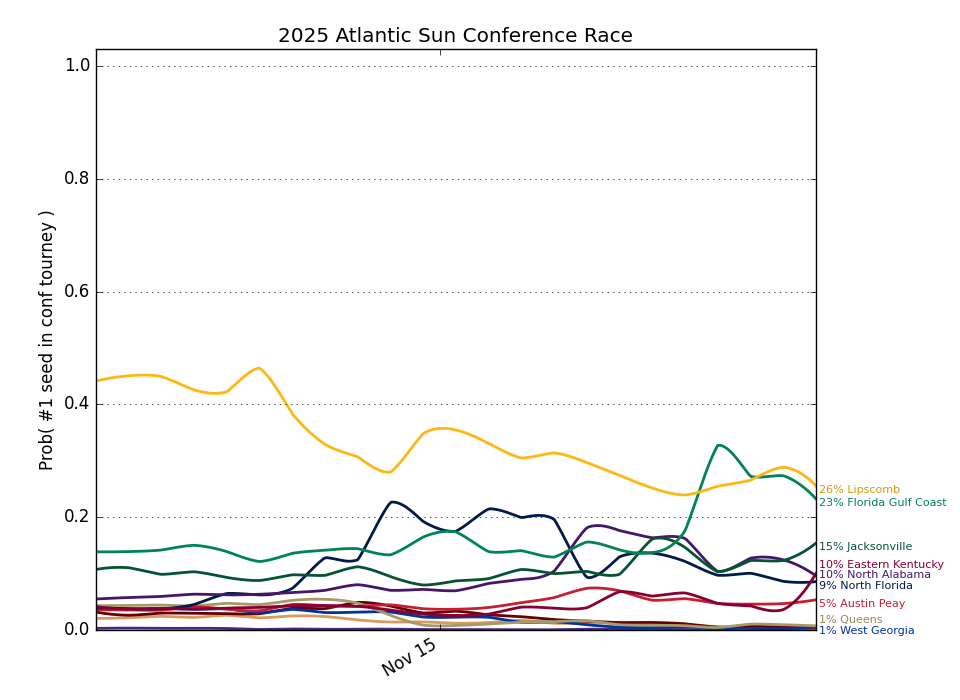 2025 Atlantic Sun Conference Race
Prob( #1 seed in conf tourney )
1.0
0.8
0.6
0.4
0.2
0.0
Nov 15
26% Lipscomb
23% Florida Gulf Coast
15% Jacksonville
10% Eastern Kentucky
10% North Alabama
9% North Florida
5% Austin Peay
1% Queens
1% West Georgia